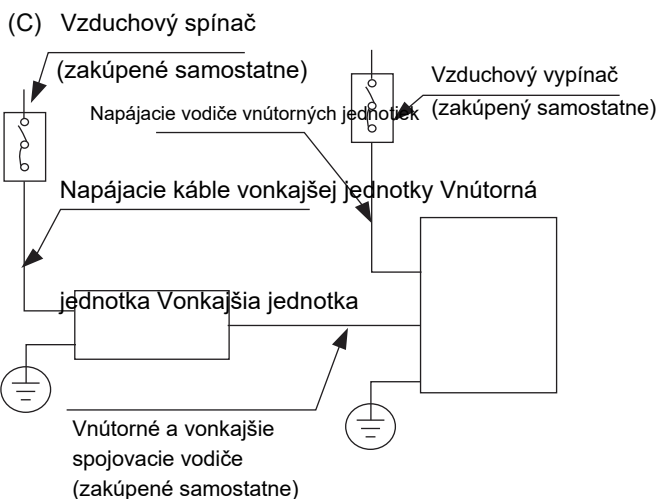 (C) Vzduchový spínač
(zakúpené samostatne)
Vzduchový vypínač
(zakúpený samostatne)
Napájacie vodiče vnútorných jednotiek
Napájacie káble vonkajšej jednotky Vnútorná
jednotka Vonkajšia jednotka
Vnútorné a vonkajšie
spojovacie vodiče
(zakúpené samostatne)